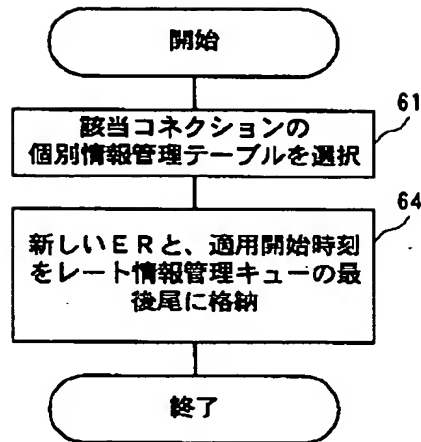 開始
61
該当コネクションの
個別情報管理テーブルを選択
64
新しいERと、適用開始時刻
をレート情報管理キューの最
後尾に格納
終了